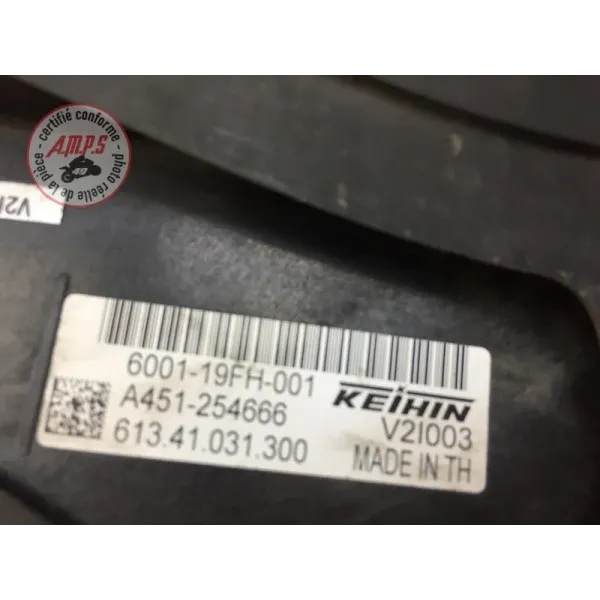 certifié conforme
A.M.P.S
photo réelle de la pièce
6001-19FH-001
A451-254666
613.41.031.300
KEIHIN
V2I003
MADE IN TH